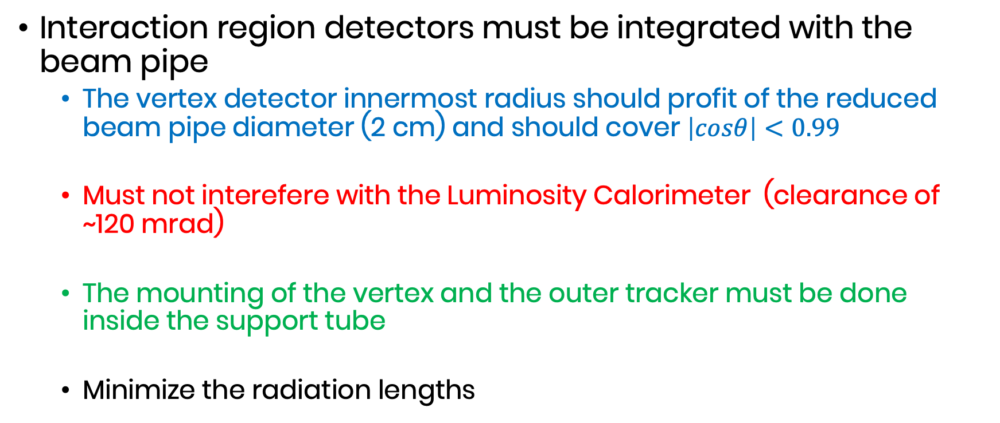 • Interaction region detectors must be integrated with the
beam pipe
• The vertex detector innermost radius should profit of the reduced
beam pipe diameter (2 cm) and should cover |cosθ| < 0.99
• Must not interefere with the Luminosity Calorimeter (clearance of
~120 mrad)
• The mounting of the vertex and the outer tracker must be done
inside the support tube
• Minimize the radiation lengths